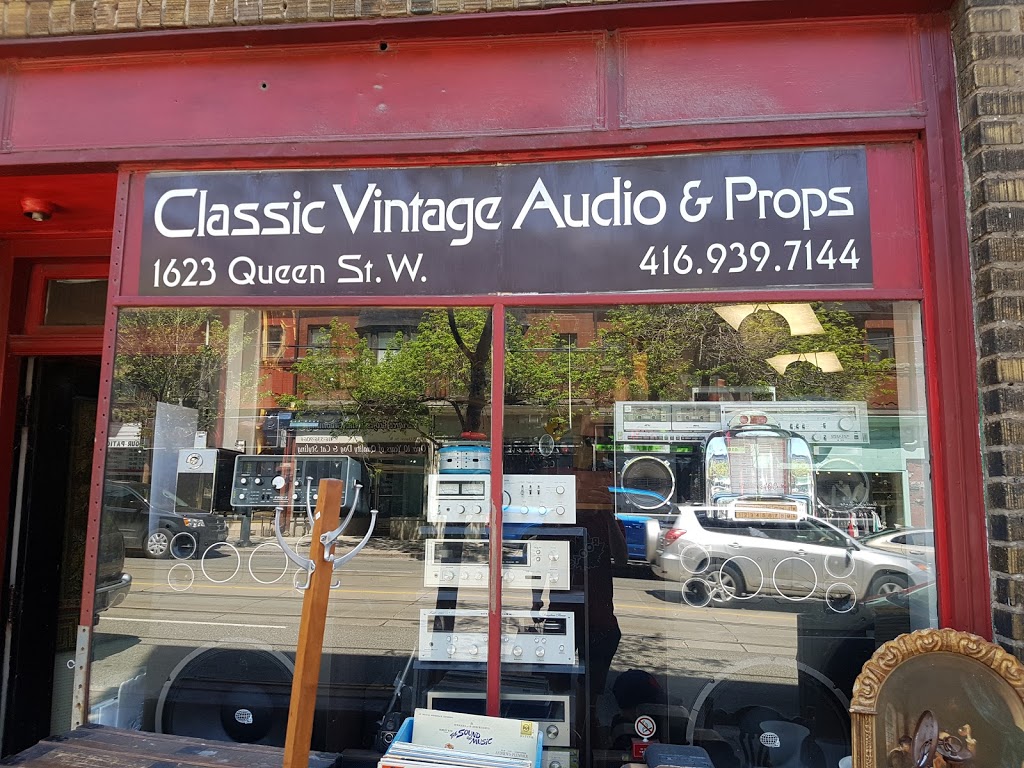 Classic Vintage Audio & Props
1623 Queen St. W.
416.939.7144
The
SOUND
OF
MUSIC